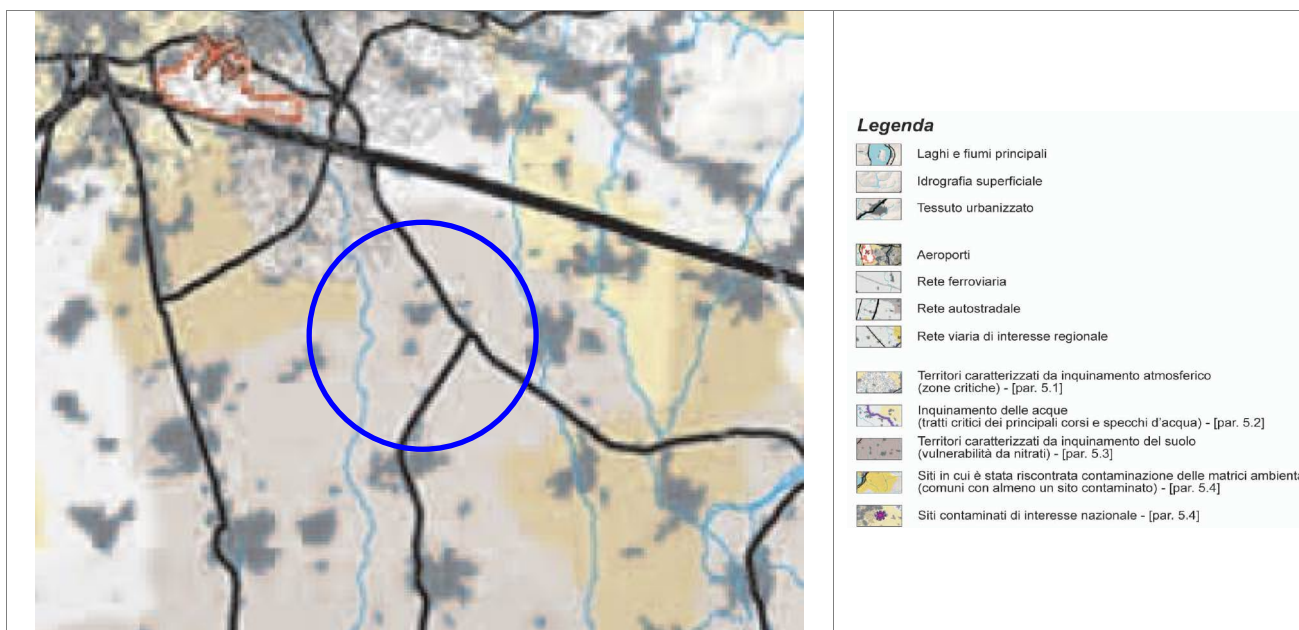 Legenda
Laghi e fiumi principali
Idrografia superficiale
Tessuto urbanizzato
Aeroporti
Rete ferroviaria
Rete autostradale
Rete viaria di interesse regionale
Territori caratterizzati da inquinamento atmosferico
(zone critiche) - [par. 5.1]
Inquinamento delle acque
(tratti critici dei principali corsi e specchi d'acqua) - [par. 5.2]
Territori caratterizzati da inquinamento del suolo
(vulnerabilità da nitrati) - [par. 5.3]
Siti in cui è stata riscontrata contaminazione delle matrici ambienta
(comuni con almeno un sito contaminato) - [par. 5.4]
Siti contaminati di interesse nazionale - [par. 5.4]